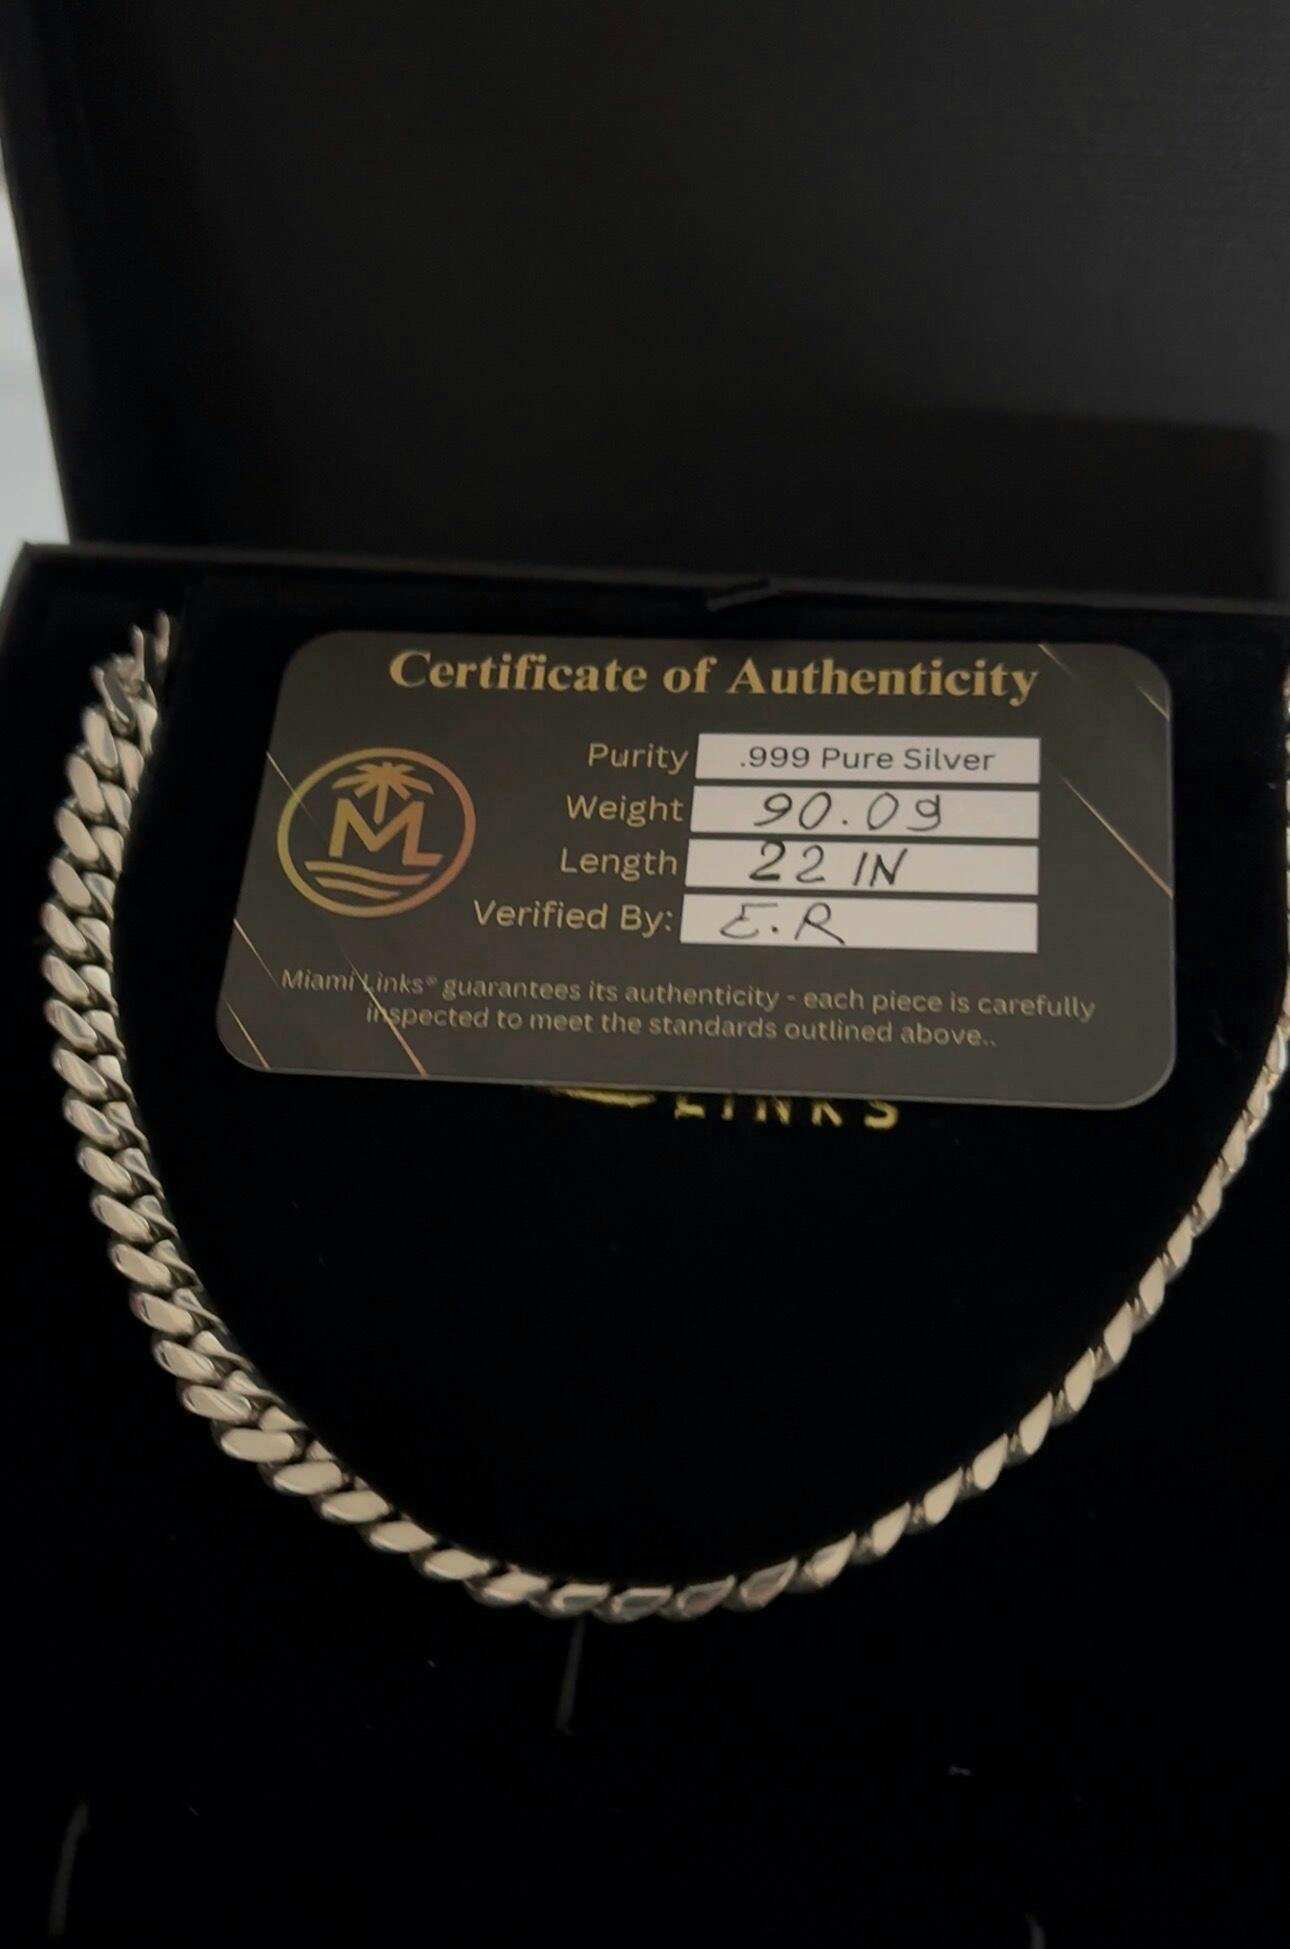 Certificate of Authenticity
Purity .999 Pure Silver
Weight 90.0g
Length 22 IN
Verified By: E.R
ML
Miami Links® guarantees its authenticity - each piece is carefully
inspected to meet the standards outlined above..
LINKS